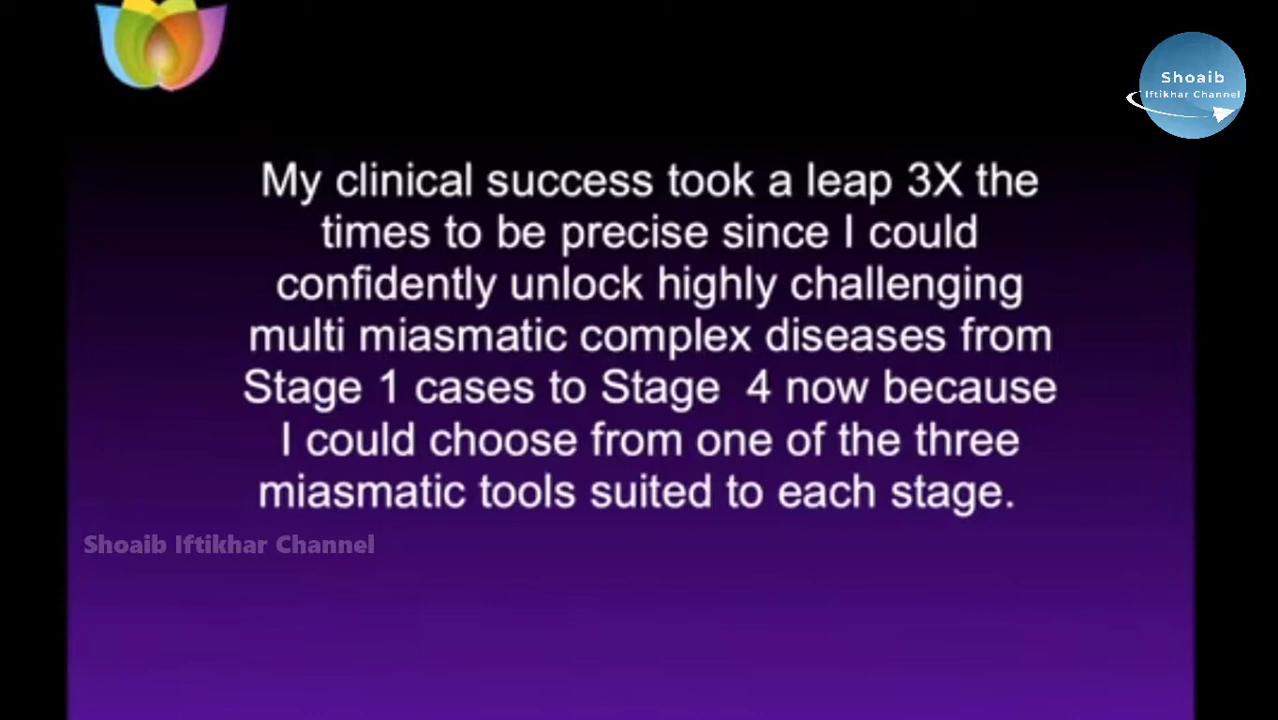 Shoaib
Iftikhar Channel
My clinical success took a leap 3X the
times to be precise since I could
confidently unlock highly challenging
multi miasmatic complex diseases from
Stage 1 cases to Stage  4 now because
I could choose from one of the three
miasmatic tools suited to each stage.
Shoaib Iftikhar Channel